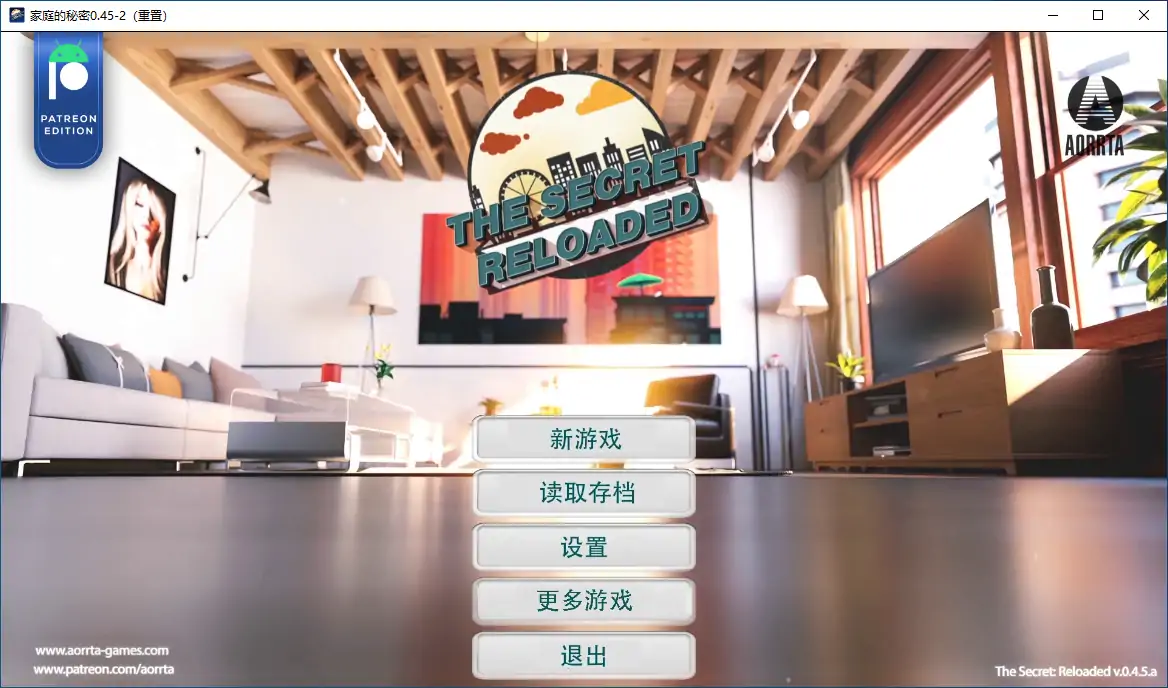 家庭的秘密0.45-2（重置）
PATREON
EDITION
AORRTA
THE SECRET
RELOADED
新游戏
读取存档
设置
更多游戏
退出
www.aorrta-games.com
www.patreon.com/aorrta
The Secret: Reloaded v.0.4.5.a